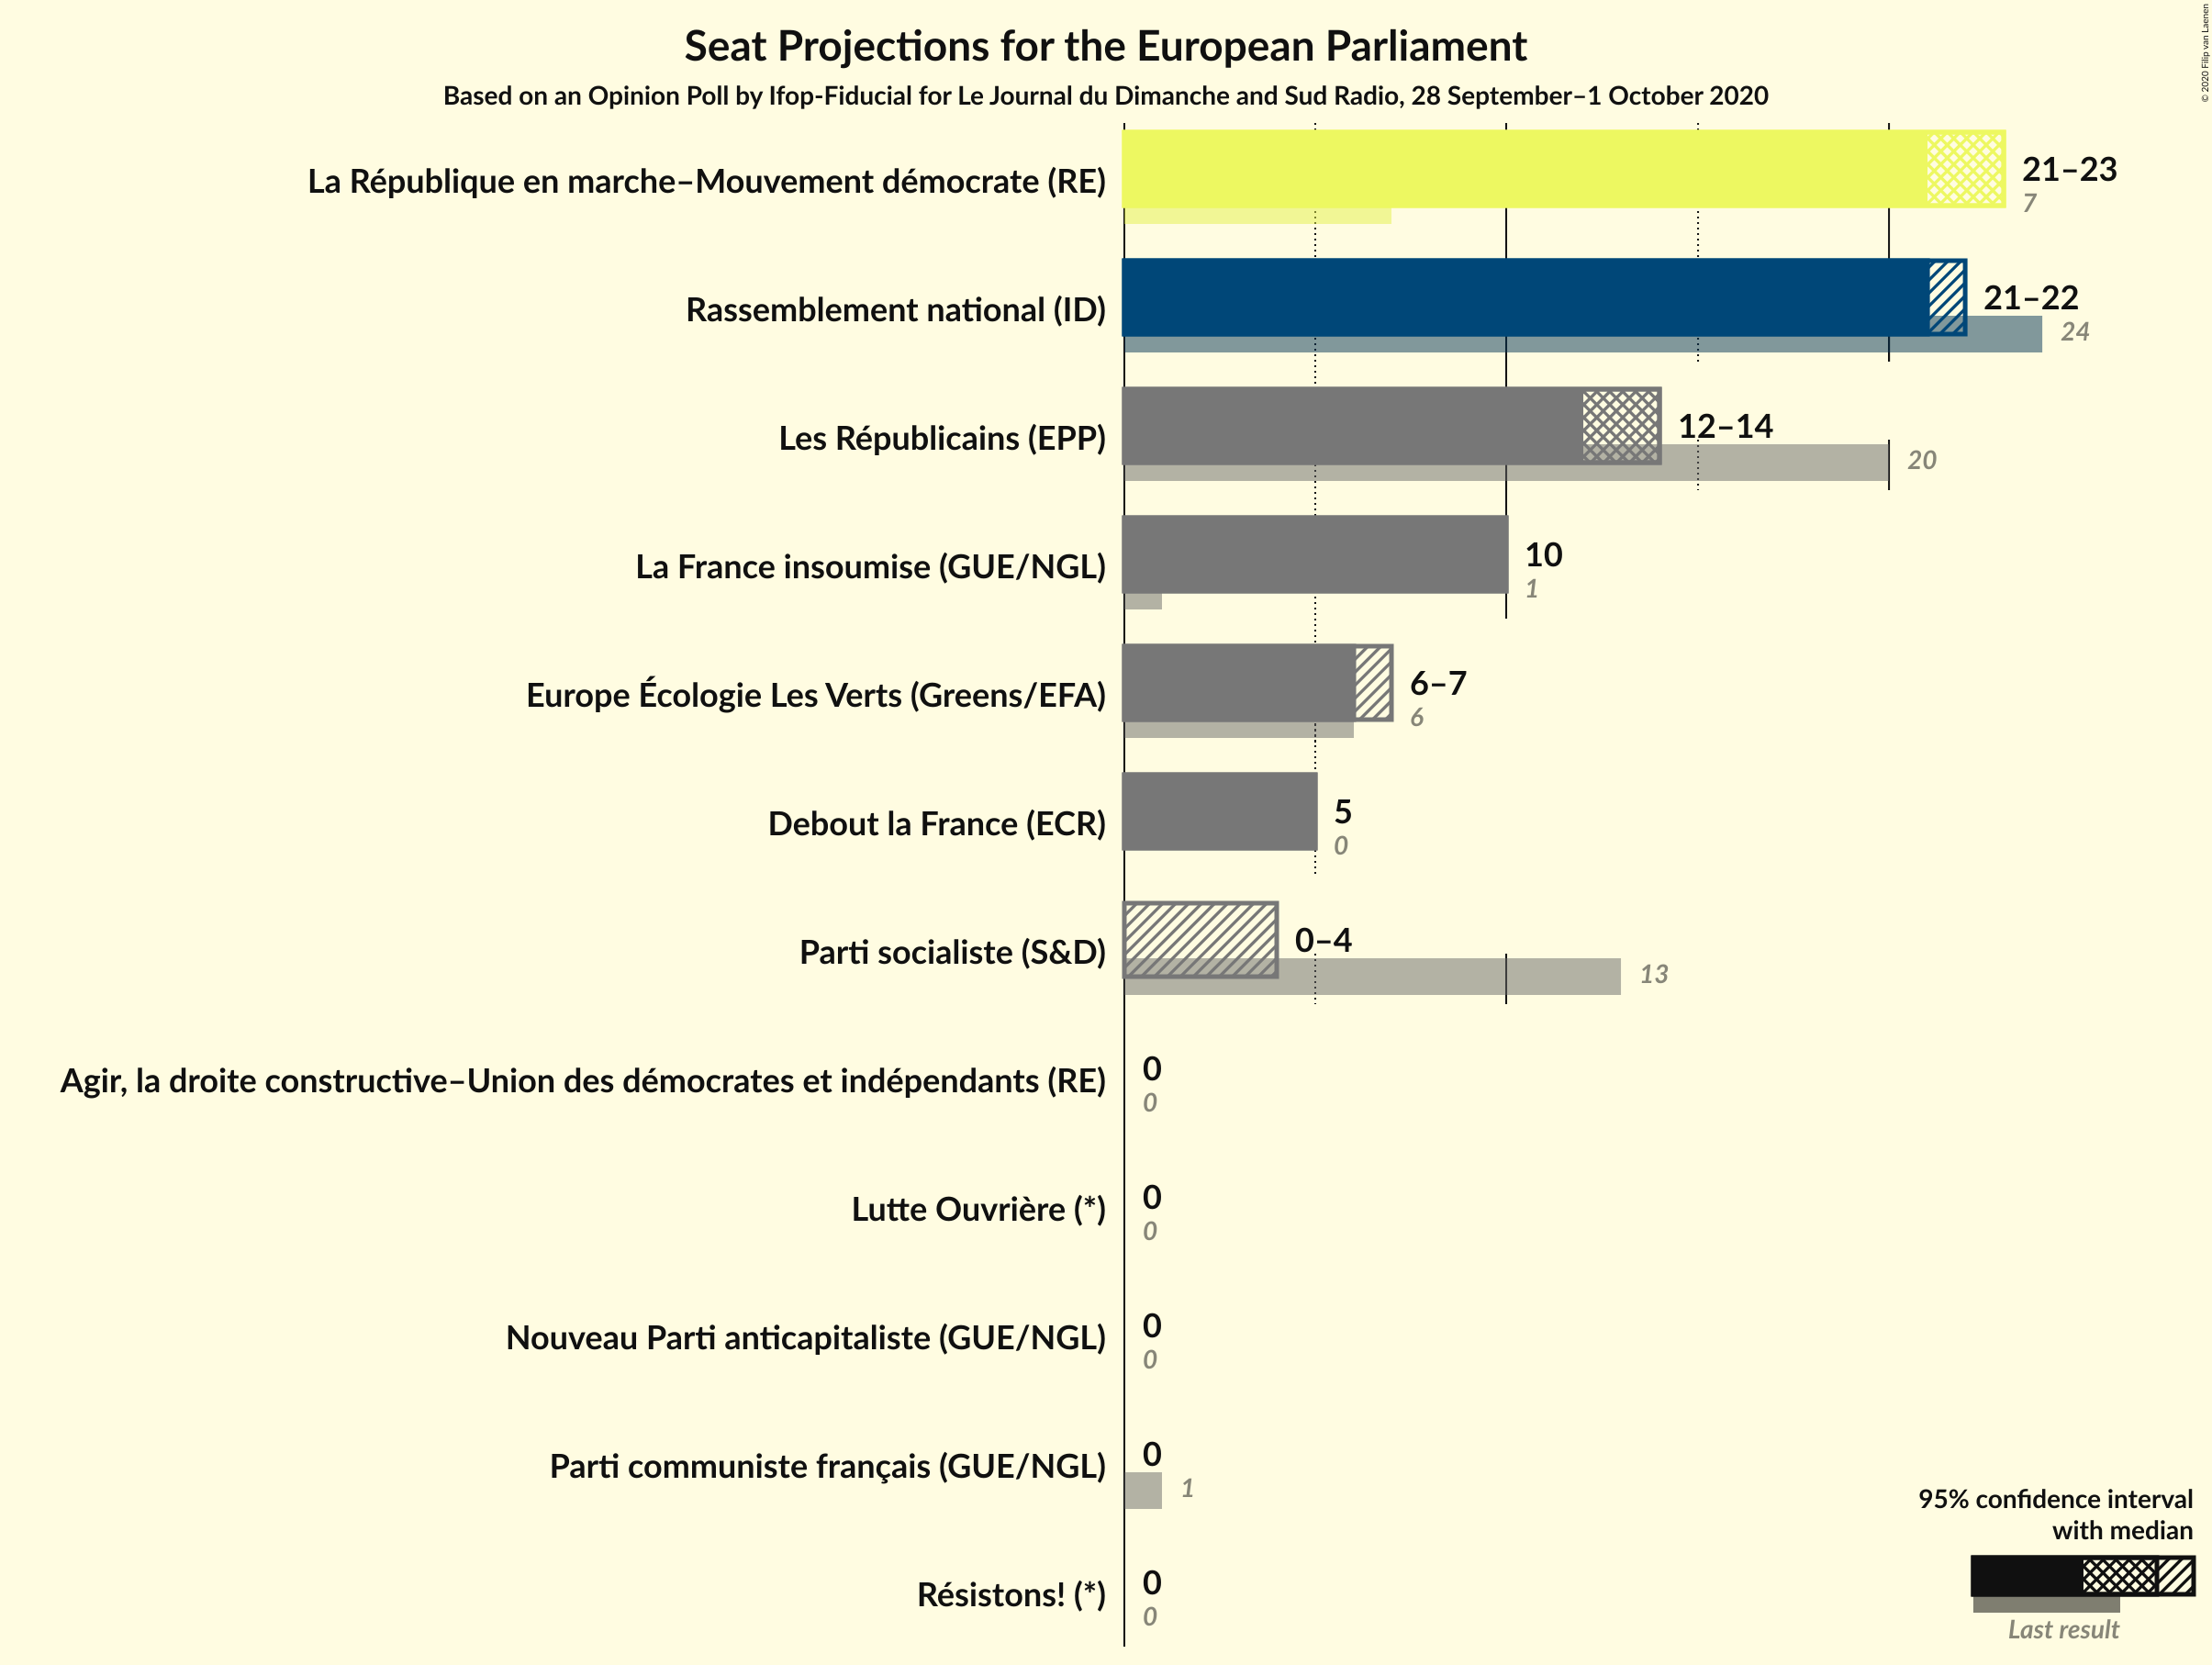 Seat Projections for the European Parliament
Based on an Opinion Poll by Ifop-Fiducial for Le Journal du Dimanche and Sud Radio, 28 September–1 October 2020
© 2020 Filip van Laenen
La République en marche–Mouvement démocrate (RE)
21–23
7
Rassemblement national (ID)
21–22
24
Les Républicains (EPP)
12–14
20
La France insoumise (GUE/NGL)
10
1
Europe Écologie Les Verts (Greens/EFA)
6–7
6
Debout la France (ECR)
5
0
Parti socialiste (S&D)
0–4
13
Agir, la droite constructive–Union des démocrates et indépendants (RE)
0
0
Lutte Ouvrière (*)
0
0
Nouveau Parti anticapitaliste (GUE/NGL)
0
0
Parti communiste français (GUE/NGL)
0
1
Résistons! (*)
0
0
95% confidence interval
with median
Last result